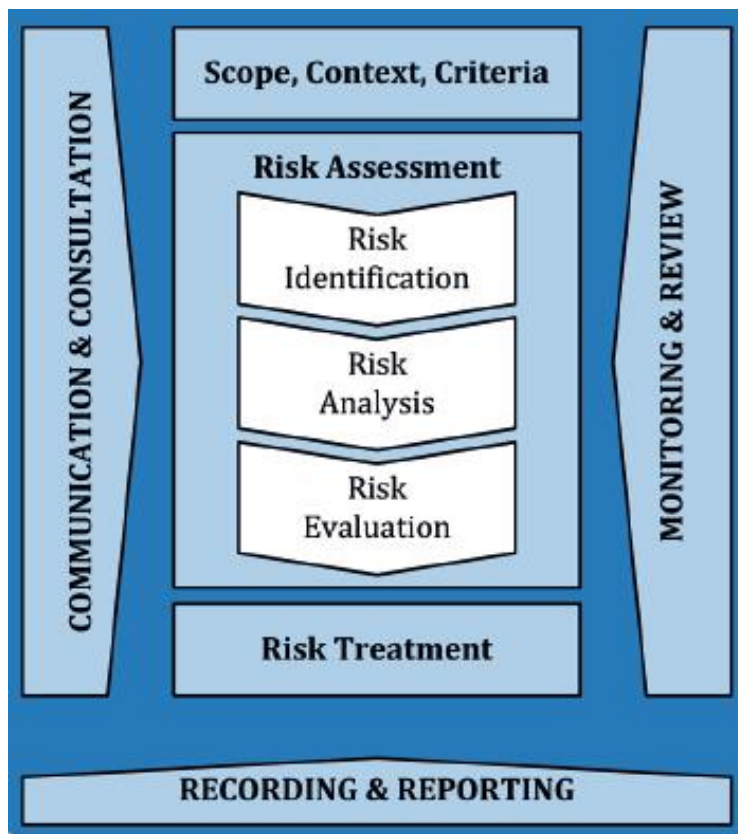 COMMUNICATION & CONSULTATION
Scope, Context, Criteria
Risk Assessment
Risk
Identification
Risk
Analysis
Risk
Evaluation
Risk Treatment
MONITORING & REVIEW
RECORDING & REPORTING